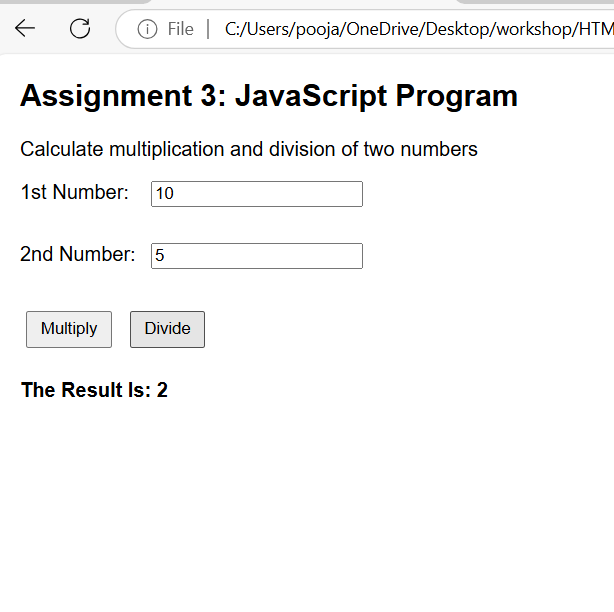 File | C:/Users/pooja/OneDrive/Desktop/workshop/HTM
Assignment 3: JavaScript Program
Calculate multiplication and division of two numbers
1st Number: 10
2nd Number: 5
Multiply Divide
The Result Is: 2